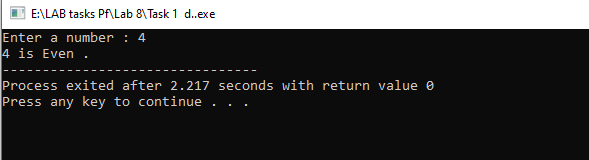 E:\LAB tasks Pf\Lab 8\Task 1 d..exe
Enter a number : 4
4 is Even .
--------------------------------
Process exited after 2.217 seconds with return value 0
Press any key to continue . . .